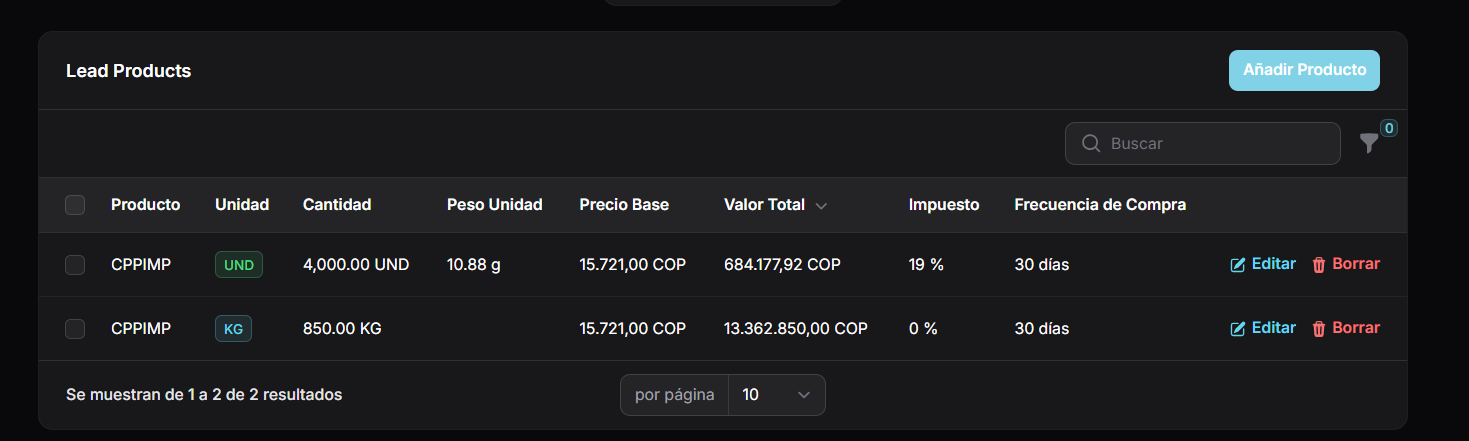 Lead Products
Añadir Producto
Buscar
0
Producto Unidad Cantidad Peso Unidad Precio Base Valor Total Impuesto Frecuencia de Compra
CPPIMP UND 4,000.00 UND 10.88 g 15.721,00 COP 684.177,92 COP 19 % 30 días Editar Borrar
CPPIMP KG 850.00 KG 15.721,00 COP 13.362.850,00 COP 0 % 30 días Editar Borrar
Se muestran de 1 a 2 de 2 resultados
por página 10